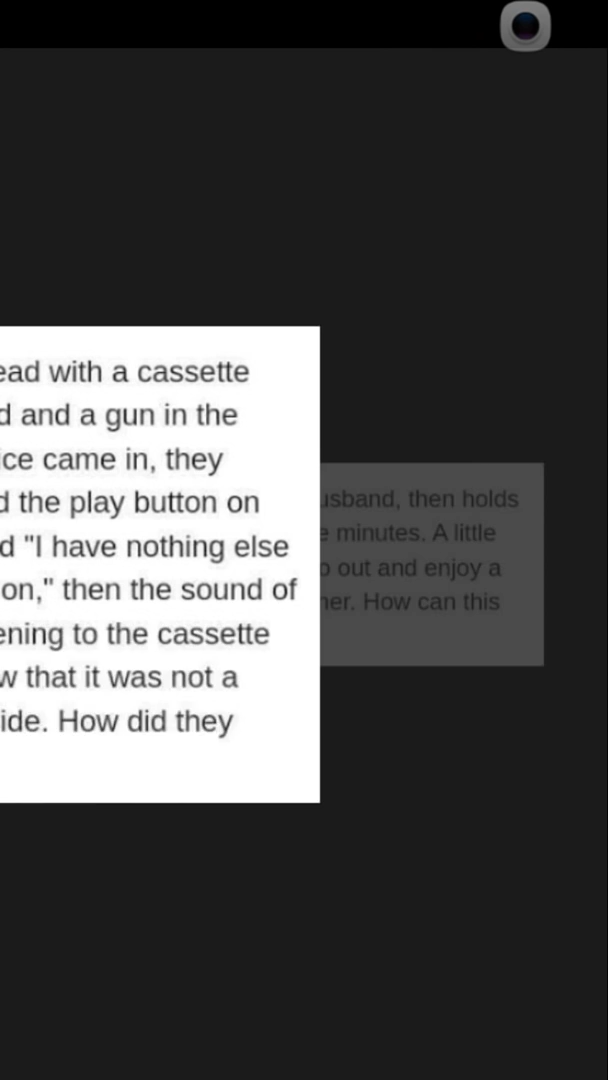 ead with a cassette
d and a gun in the
ice came in, they
d the play button on
d "I have nothing else
on," then the sound of
ening to the cassette
w that it was not a
ide. How did they
usband, then holds
e minutes. A little
o out and enjoy a
her. How can this